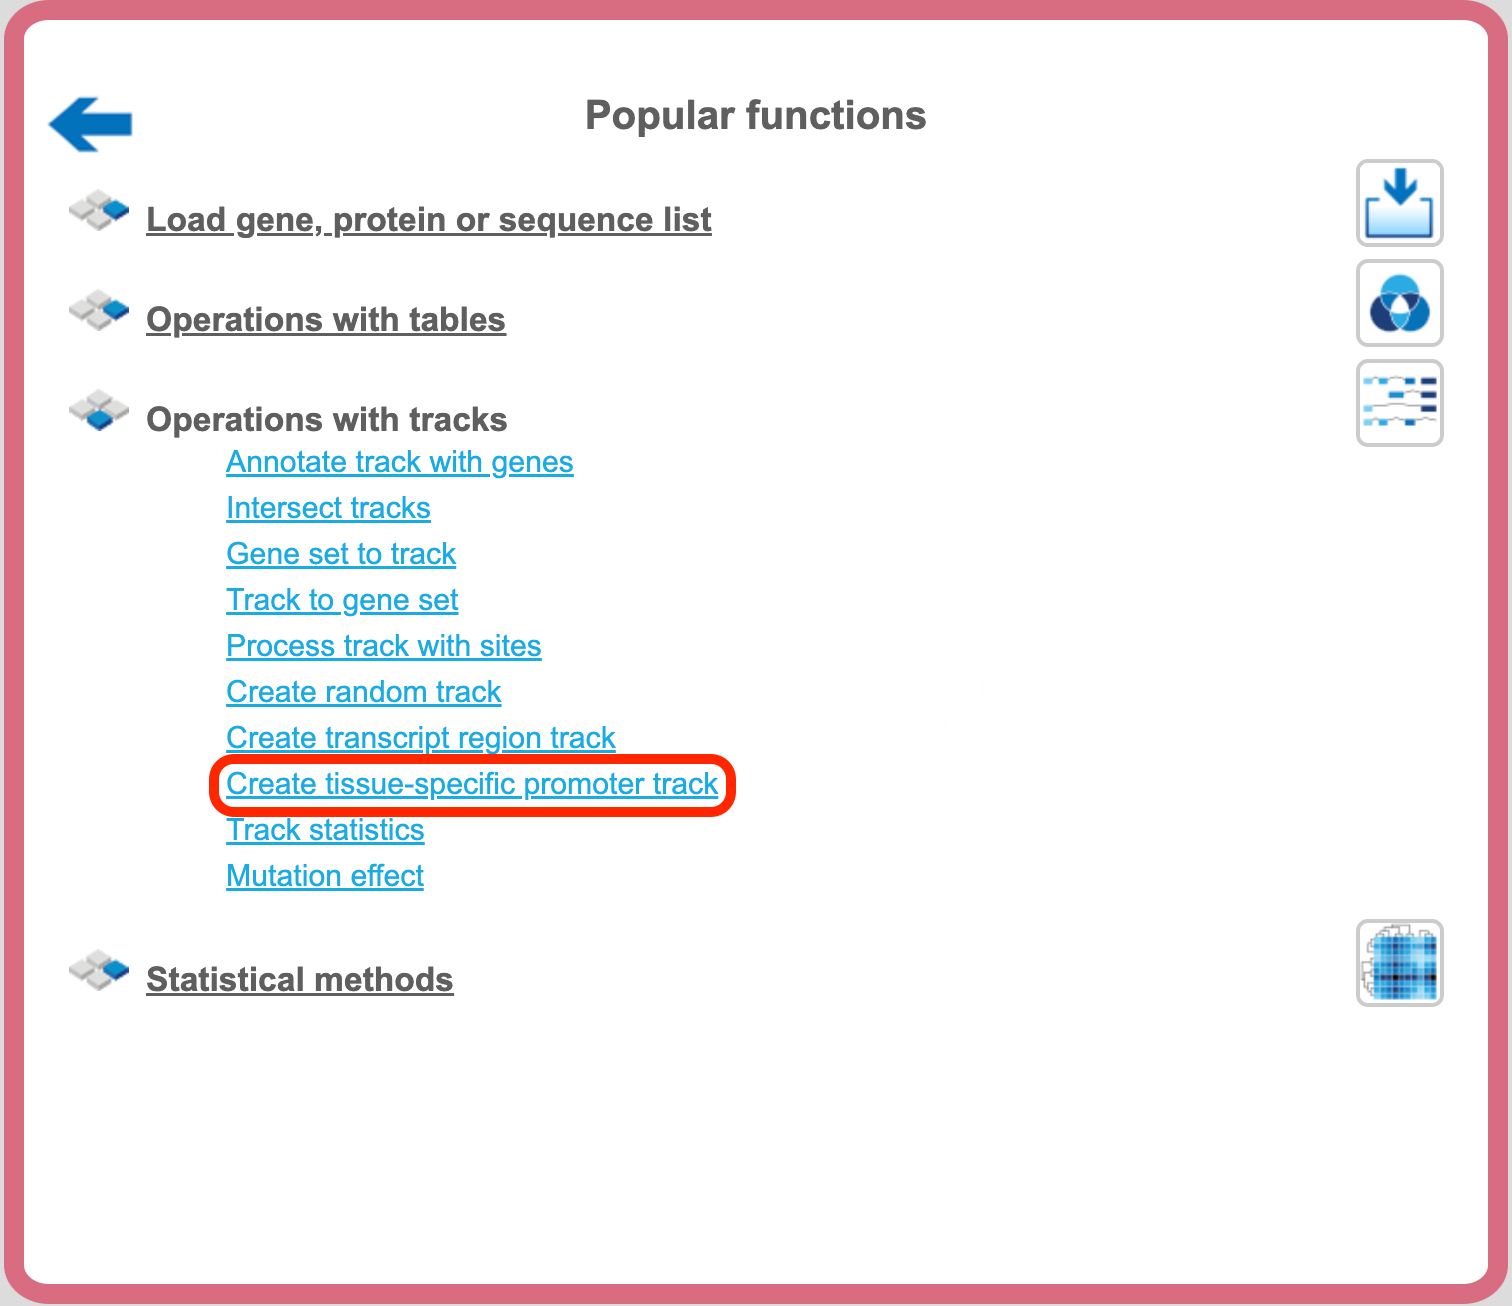 Popular functions
Load gene, protein or sequence list
Operations with tables
Operations with tracks
Annotate track with genes
Intersect tracks
Gene set to track
Track to gene set
Process track with sites
Create random track
Create transcript region track
Create tissue-specific promoter track
Track statistics
Mutation effect
Statistical methods